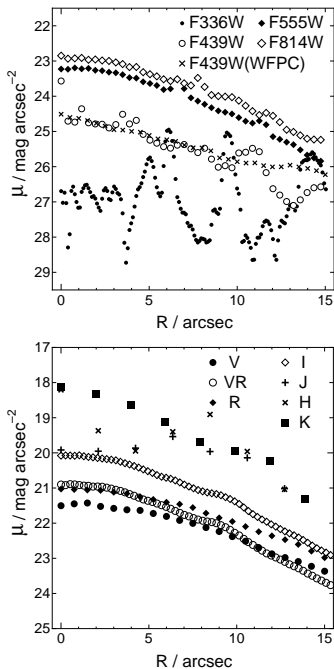 F336W F555W
F439W F814W
F439W(WFPC)
22
23
24
25
26
27
28
29
μ / mag arcsec−2
0 5 10 15
R / arcsec
17
18
19
20
21
22
23
24
25
μ / mag arcsec−2
V I
VR J
R H
K
0 5 10 15
R / arcsec